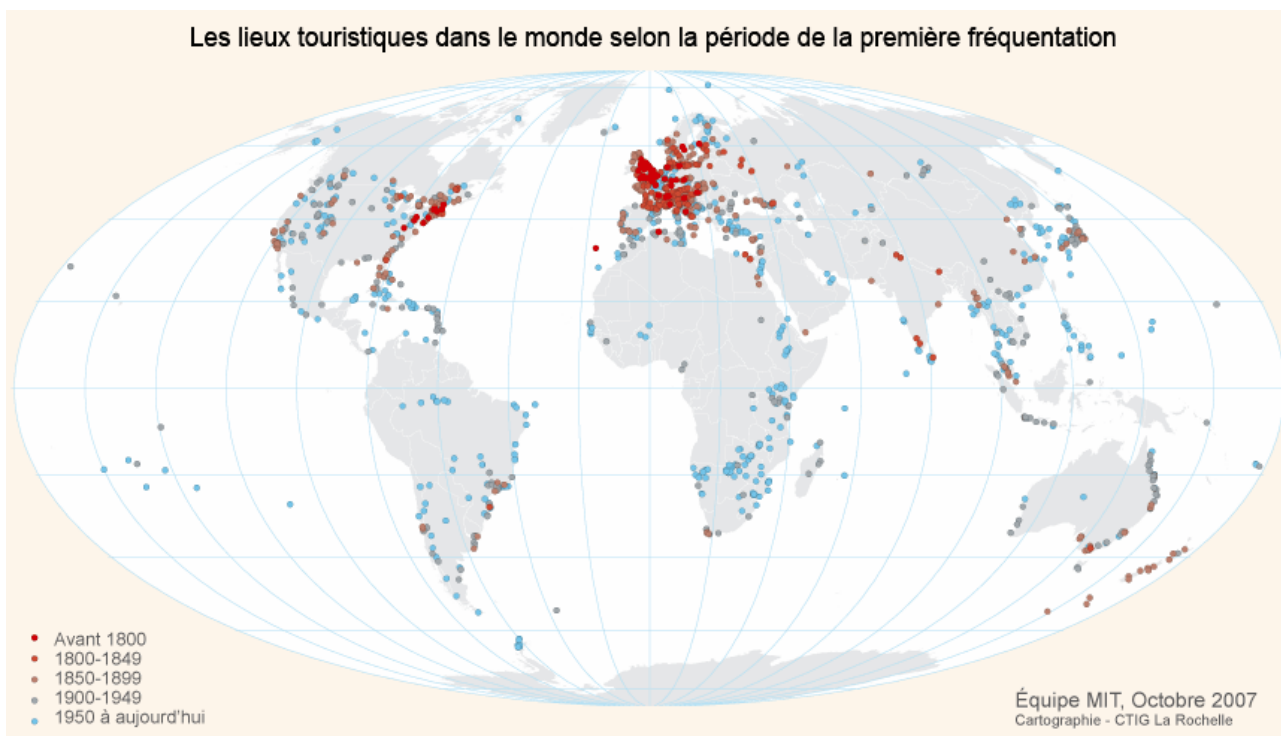 Les lieux touristiques dans le monde selon la période de la première fréquentation
Avant 1800
1800-1849
1850-1899
1900-1949
1950 à aujourd'hui
Équipe MIT, Octobre 2007
Cartographie - CTIG La Rochelle